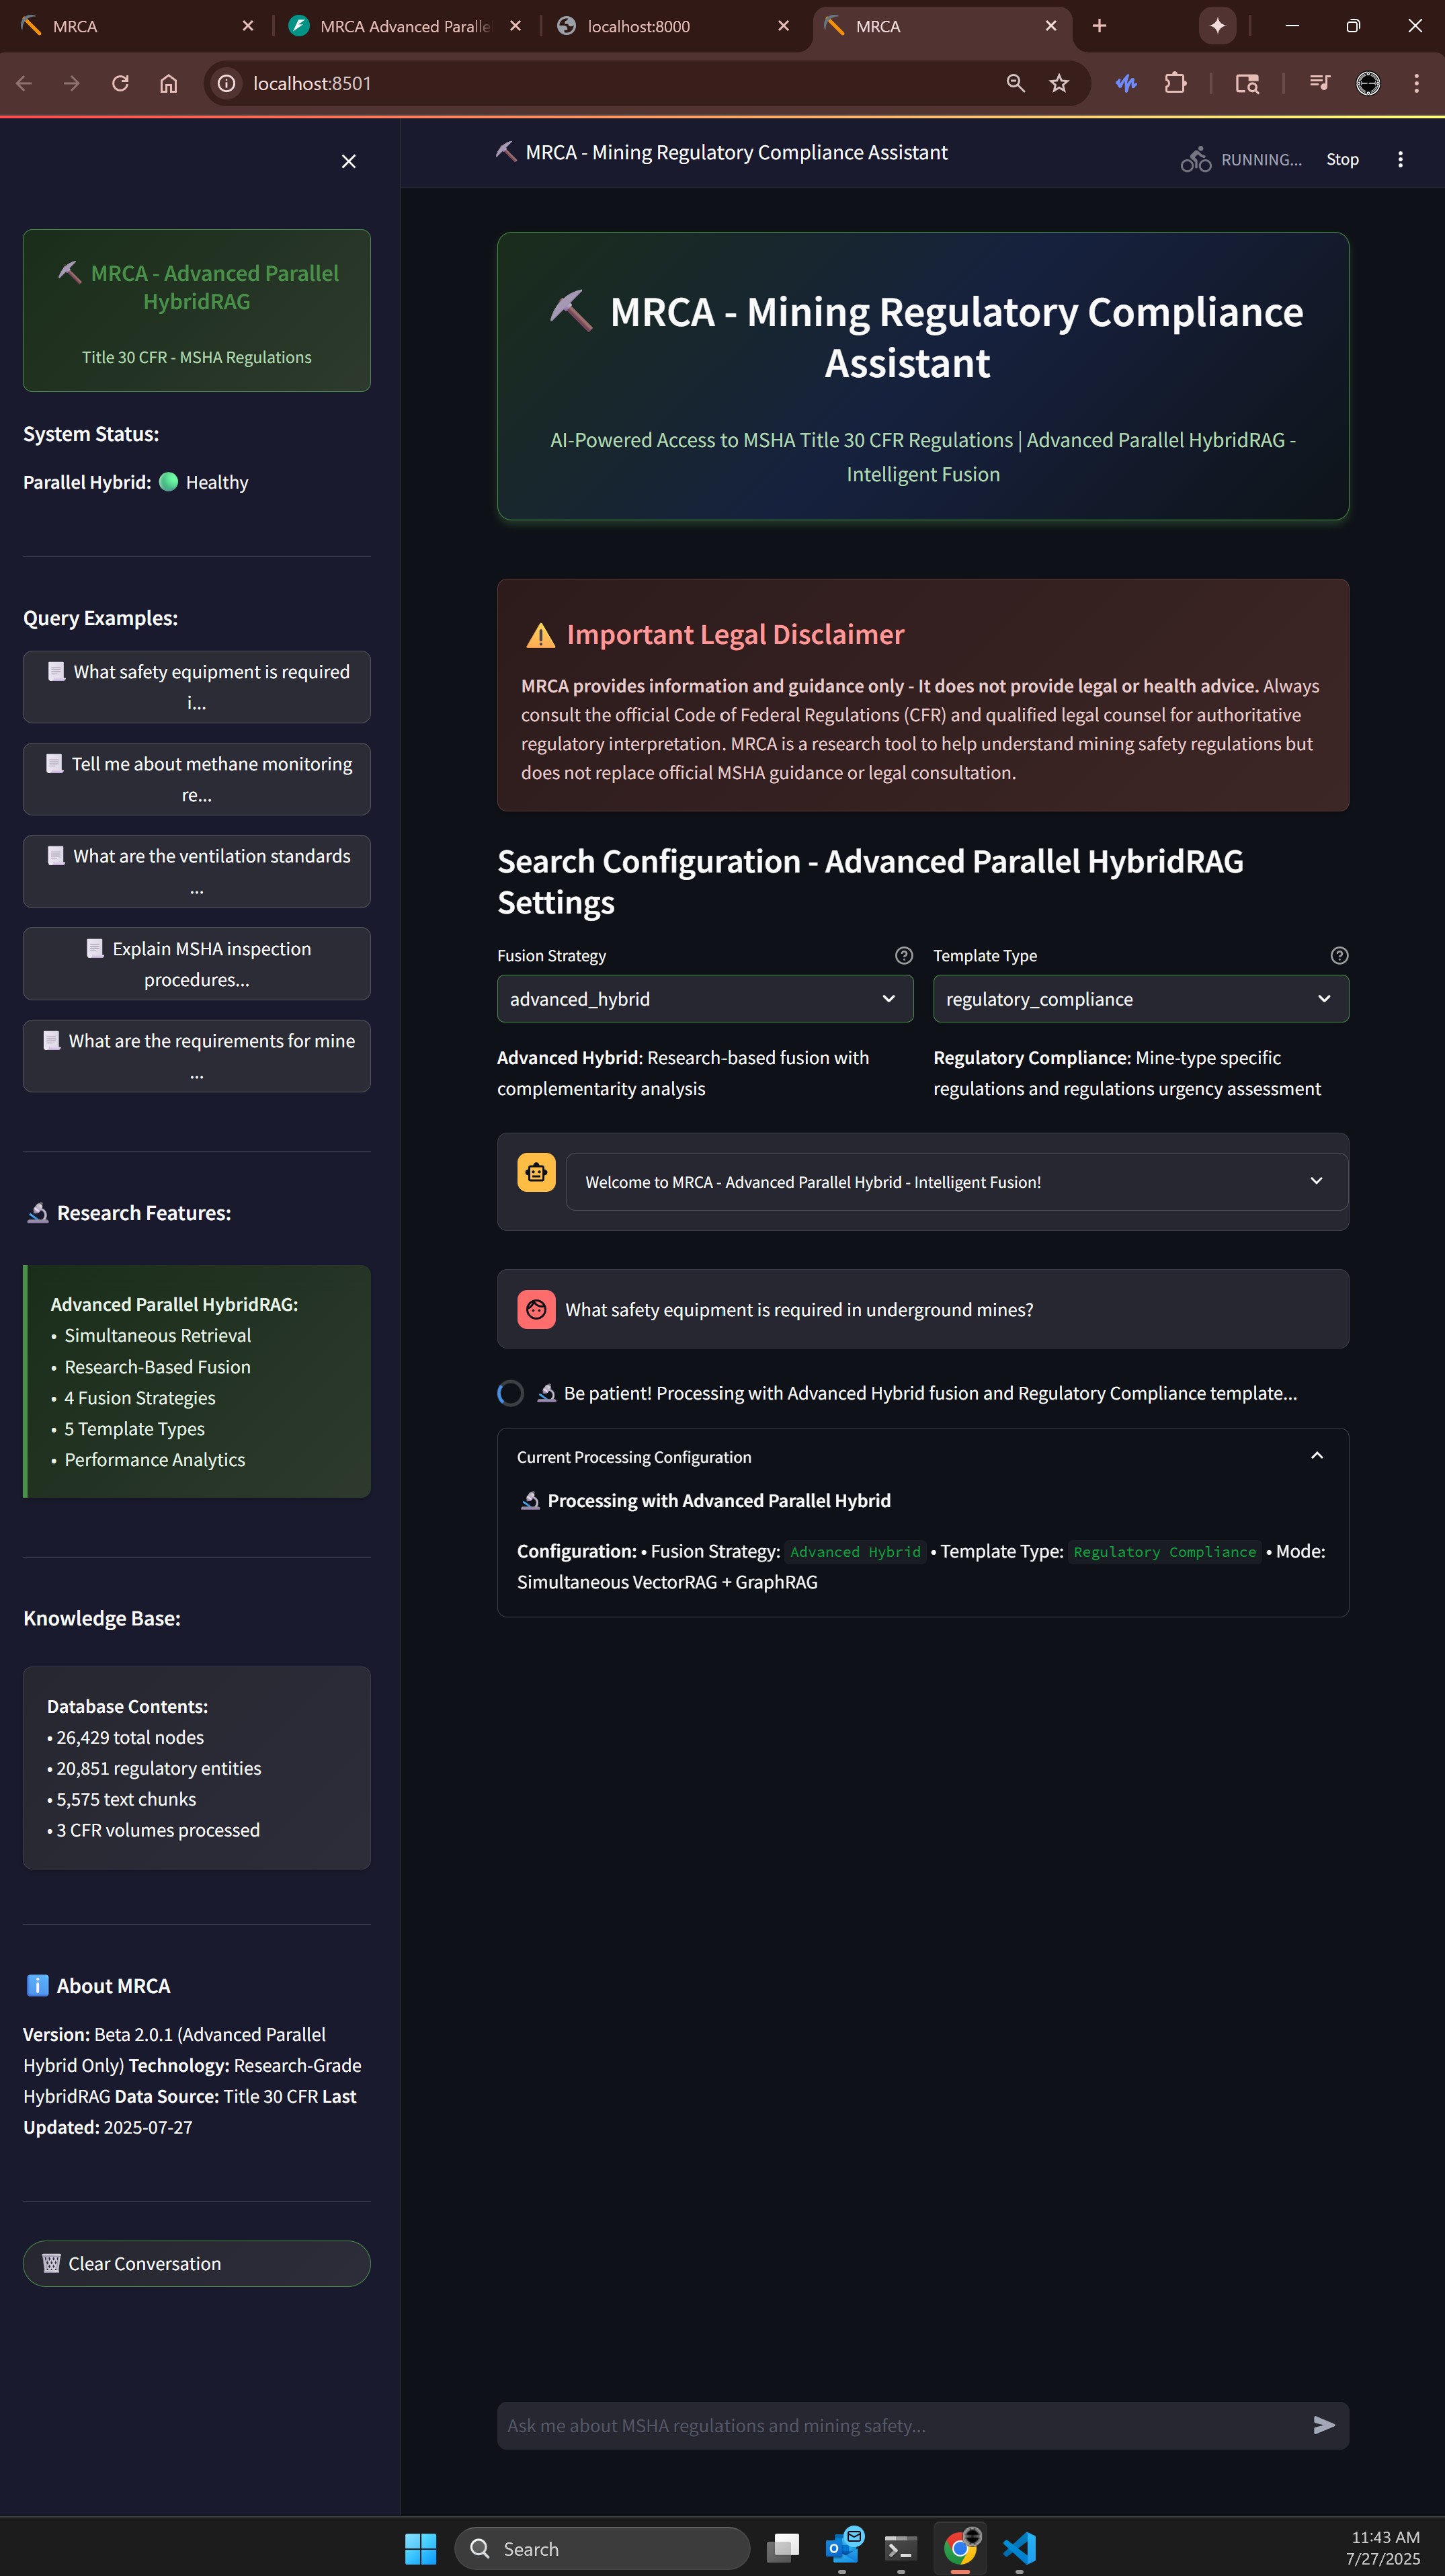 MRCA
MRCA Advanced Paralle
localhost:8000
MRCA
localhost:8501
MRCA - Advanced Parallel
HybridRAG
Title 30 CFR - MSHA Regulations
System Status:
Parallel Hybrid: Healthy
Query Examples:
What safety equipment is required
i...
Tell me about methane monitoring
re...
What are the ventilation standards
...
Explain MSHA inspection
procedures...
What are the requirements for mine
...
Research Features:
Advanced Parallel HybridRAG:
• Simultaneous Retrieval
• Research-Based Fusion
• 4 Fusion Strategies
• 5 Template Types
• Performance Analytics
Knowledge Base:
Database Contents:
• 26,429 total nodes
• 20,851 regulatory entities
• 5,575 text chunks
• 3 CFR volumes processed
About MRCA
Version: Beta 2.0.1 (Advanced Parallel
Hybrid Only) Technology: Research-Grade
HybridRAG Data Source: Title 30 CFR Last
Updated: 2025-07-27
Clear Conversation
MRCA - Mining Regulatory Compliance Assistant
RUNNING...
Stop
MRCA - Mining Regulatory Compliance
Assistant
AI-Powered Access to MSHA Title 30 CFR Regulations | Advanced Parallel HybridRAG -
Intelligent Fusion
Important Legal Disclaimer
MRCA provides information and guidance only - It does not provide legal or health advice. Always
consult the official Code of Federal Regulations (CFR) and qualified legal counsel for authoritative
regulatory interpretation. MRCA is a research tool to help understand mining safety regulations but
does not replace official MSHA guidance or legal consultation.
Search Configuration - Advanced Parallel HybridRAG
Settings
Fusion Strategy
Template Type
advanced_hybrid
regulatory_compliance
Advanced Hybrid: Research-based fusion with
complementarity analysis
Regulatory Compliance: Mine-type specific
regulations and regulations urgency assessment
Welcome to MRCA - Advanced Parallel Hybrid - Intelligent Fusion!
What safety equipment is required in underground mines?
Be patient! Processing with Advanced Hybrid fusion and Regulatory Compliance template...
Current Processing Configuration
Processing with Advanced Parallel Hybrid
Configuration: • Fusion Strategy: Advanced Hybrid • Template Type: Regulatory Compliance • Mode:
Simultaneous VectorRAG + GraphRAG
Ask me about MSHA regulations and mining safety...
Search
11:43 AM
7/27/2025